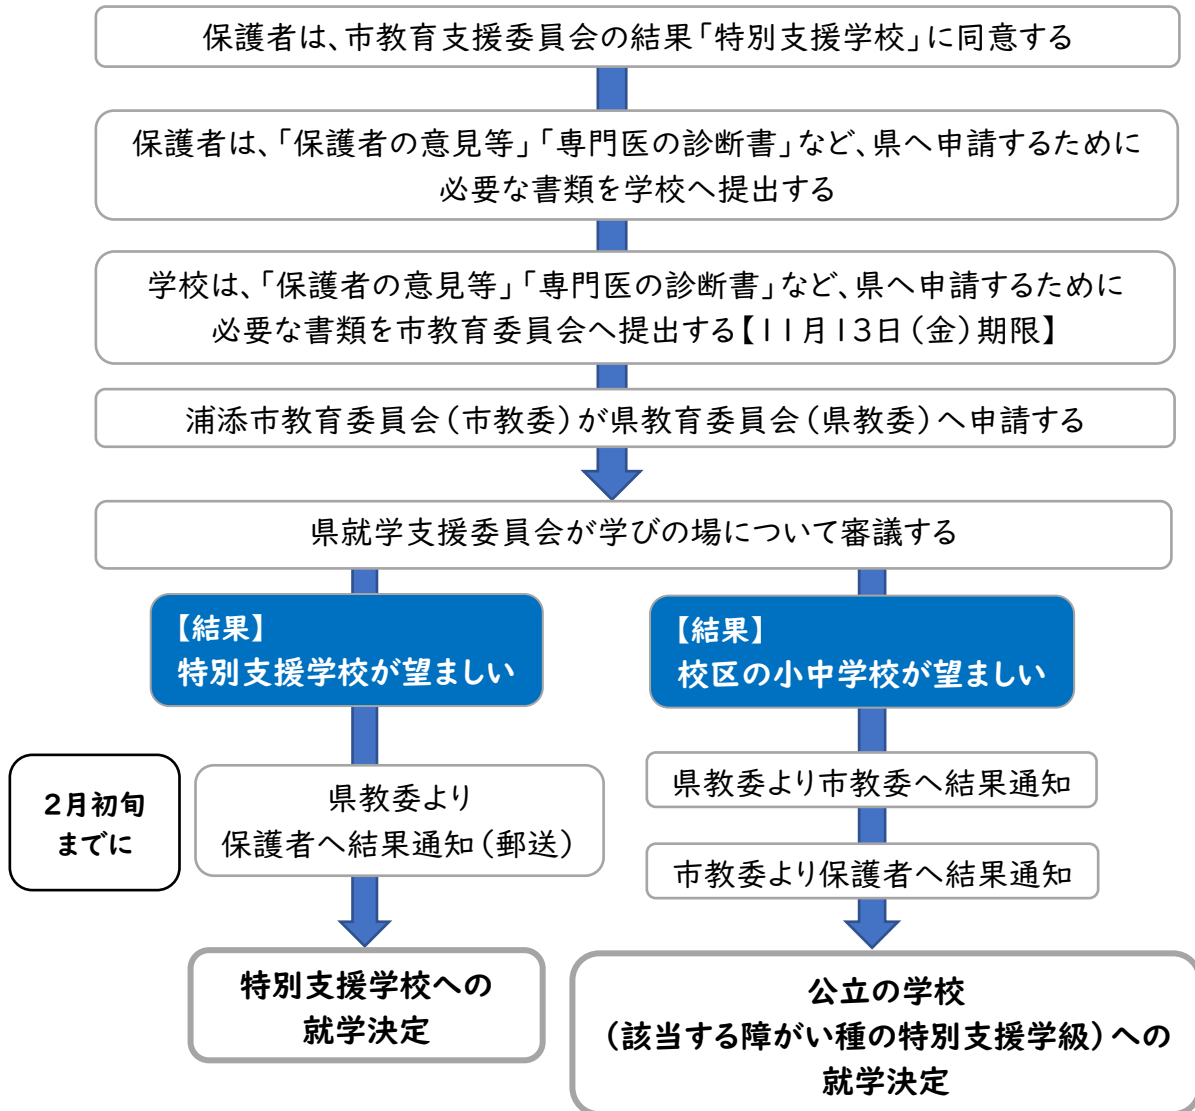 保護者は、市教育支援委員会の結果「特別支援学校」に同意する
保護者は、「保護者の意見等」「専門医の診断書」など、県へ申請するために
必要な書類を学校へ提出する
学校は、「保護者の意見等」「専門医の診断書」など、県へ申請するために
必要な書類を市教育委員会へ提出する【11月13日(金)期限】
浦添市教育委員会(市教委)が県教育委員会(県教委)へ申請する
県就学支援委員会が学びの場について審議する
【結果】
特別支援学校が望ましい
【結果】
校区の小中学校が望ましい
2月初旬
までに
県教委より
保護者へ結果通知(郵送)
県教委より市教委へ結果通知
市教委より保護者へ結果通知
特別支援学校への
就学決定
公立の学校
(該当する障がい種の特別支援学級)への
就学決定